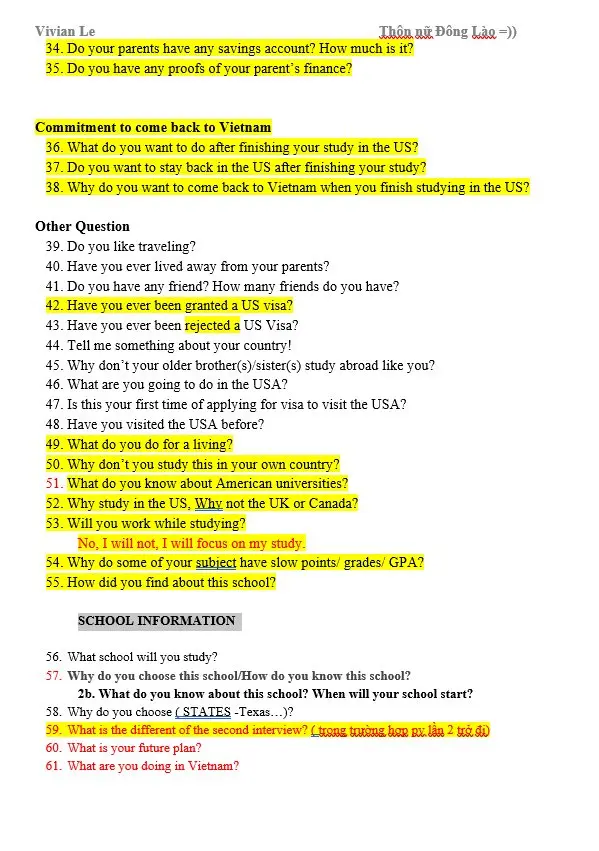 Vivian Le Thôn nữ Đông Lào =))
34. Do your parents have any savings account? How much is it?
35. Do you have any proofs of your parent's finance?
Commitment to come back to Vietnam
36. What do you want to do after finishing your study in the US?
37. Do you want to stay back in the US after finishing your study?
38. Why do you want to come back to Vietnam when you finish studying in the US?
Other Question
39. Do you like traveling?
40. Have you ever lived away from your parents?
41. Do you have any friend? How many friends do you have?
42. Have you ever been granted a US visa?
43. Have you ever been rejected a US Visa?
44. Tell me something about your country!
45. Why don't your older brother(s)/sister(s) study abroad like you?
46. What are you going to do in the USA?
47. Is this your first time of applying for visa to visit the USA?
48. Have you visited the USA before?
49. What do you do for a living?
50. Why don't you study this in your own country?
51. What do you know about American universities?
52. Why study in the US, Why not the UK or Canada?
53. Will you work while studying?
No, I will not, I will focus on my study.
54. Why do some of your subject have slow points/ grades/ GPA?
55. How did you find about this school?
SCHOOL INFORMATION
56. What school will you study?
57. Why do you choose this school/How do you know this school?
2b. What do you know about this school? When will your school start?
58. Why do you choose ( STATES -Texas…)?
59. What is the different of the second interview? ( trong trường hợp pv lần 2 trở đi)
60. What is your future plan?
61. What are you doing in Vietnam?